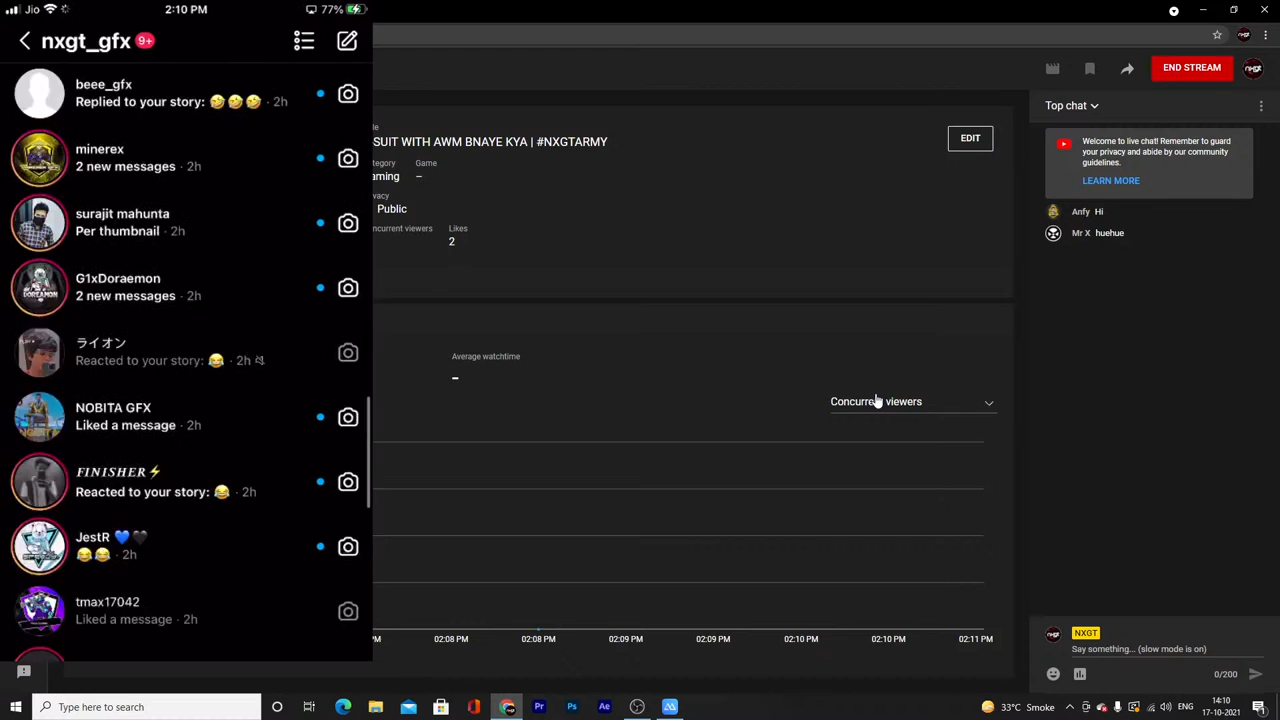 Jio 2:10 PM 77%
nxgt_gfx 9+
beee_gfx
Replied to your story: 🤣🤣🤣 · 2h
minerex
2 new messages · 2h
surajit mahunta
Per thumbnail · 2h
G1xDoraemon
2 new messages · 2h
ライオン
Reacted to your story: 😂 · 2h
NOBITA GFX
Liked a message · 2h
FINISHER⚡
Reacted to your story: 😂 · 2h
JestR 💙🖤
😂😂 · 2h
tmax17042
Liked a message · 2h
END STREAM
SUIT WITH AWM BNAYE KYA | #NXGTARMY
EDIT
Game
aming –
Public
ncurrent viewers Likes
2
Average watchtime
–
Concurrent viewers
02:08 PM 02:08 PM 02:09 PM 02:09 PM 02:10 PM 02:10 PM 02:11 PM
Top chat
Welcome to live chat! Remember to guard
your privacy and abide by our community
guidelines.
LEARN MORE
Anfy Hi
Mr X huehue
NXGT
Say something... (slow mode is on)
0/200
Type here to search
Pr Ps Ae
33°C Smoke
14:10
17-10-2021